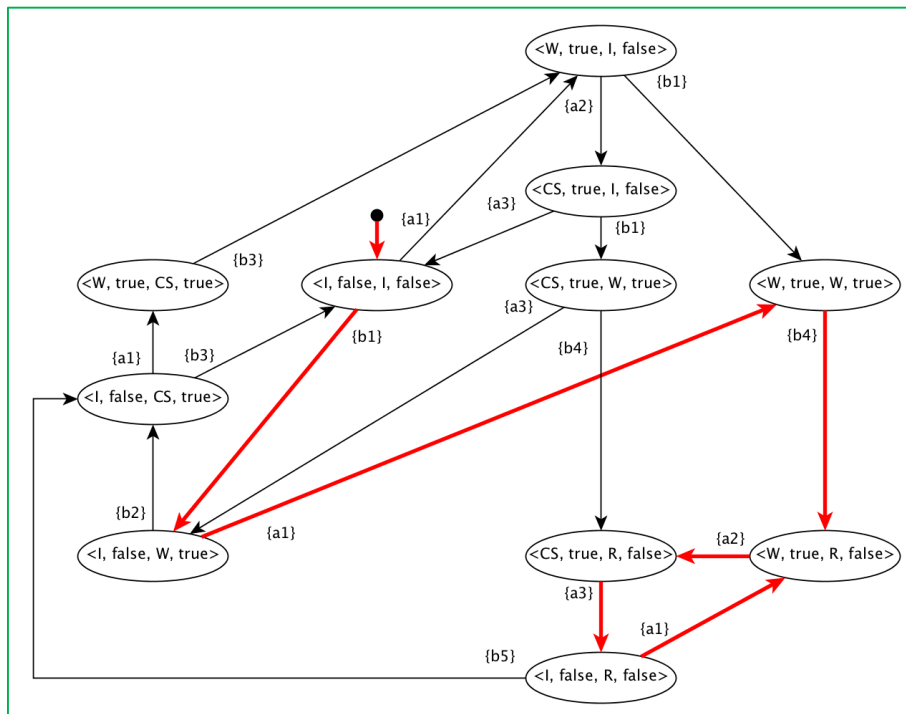 <W, true, I, false>
{b1}
{a2}
<CS, true, I, false>
{a3}
{a1}
{b1}
{b3}
<W, true, CS, true>
<I, false, I, false>
<CS, true, W, true>
<W, true, W, true>
{a3}
{b1}
{b4}
{b4}
{a1}
{b3}
<I, false, CS, true>
{b2}
{a1}
{a2}
<I, false, W, true>
<CS, true, R, false>
<W, true, R, false>
{a3}
{a1}
{b5}
<I, false, R, false>